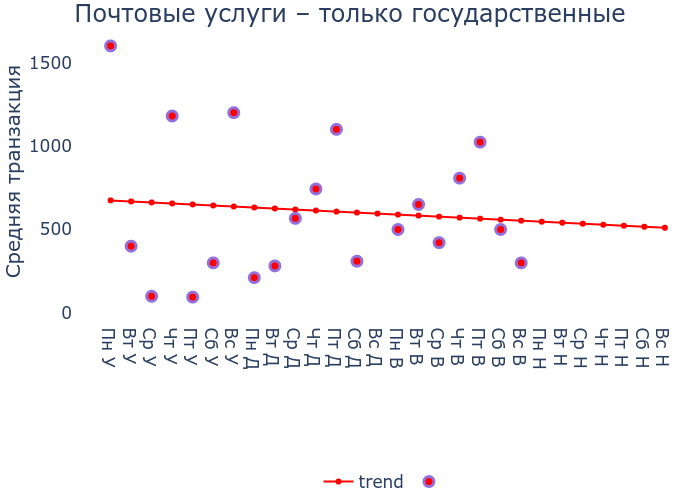 Почтовые услуги – только государственные
Средняя транзакция
1500
1000
500
0
Пн У
Вт У
Ср У
Чт У
Пт У
Сб У
Вс У
Пн Д
Вт Д
Ср Д
Чт Д
Пт Д
Сб Д
Вс Д
Пн В
Вт В
Ср В
Чт В
Пт В
Сб В
Вс В
Пн Н
Вт Н
Ср Н
Чт Н
Пт Н
Сб Н
Вс Н
trend